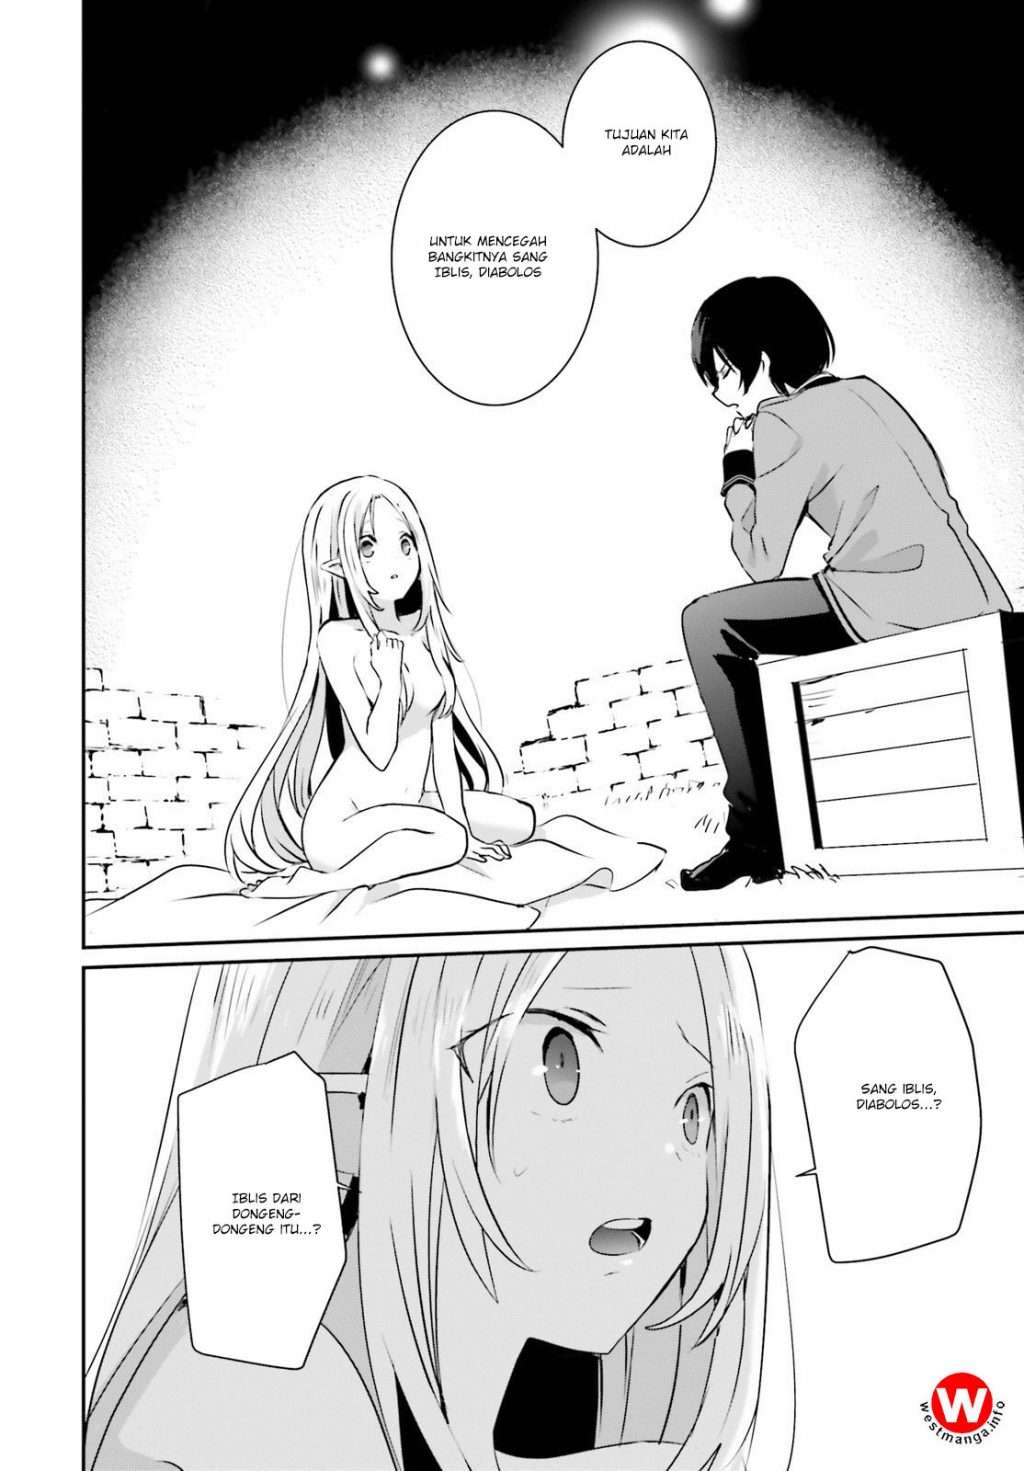 TUJUAN KITA
ADALAH
UNTUK MENCEGAH
BANGKITNYA SANG
IBLIS, DIABOLOS
SANG IBLIS,
DIABOLOS...?
IBLIS DARI
DONGENG-
DONGENG ITU...?
W
westmanga.info